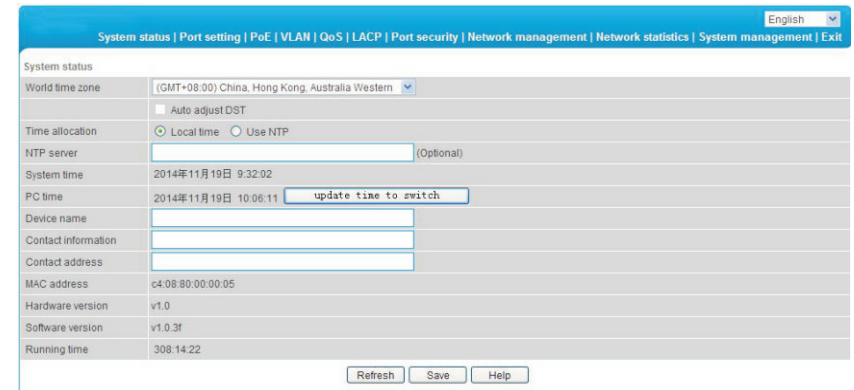 English
System status | Port setting | PoE | VLAN | QoS | LACP | Port security | Network management | Network statistics | System management | Exit
System status
World time zone (GMT+08:00) China, Hong Kong, Australia Western
Auto adjust DST
Time allocation Local time Use NTP
NTP server (Optional)
System time 2014年11月19日 9:32:02
PC time 2014年11月19日 10:06:11 update time to switch
Device name
Contact information
Contact address
MAC address c4:08:80:00:00:05
Hardware version v1.0
Software version v1.0.3f
Running time 308:14:22
Refresh Save Help